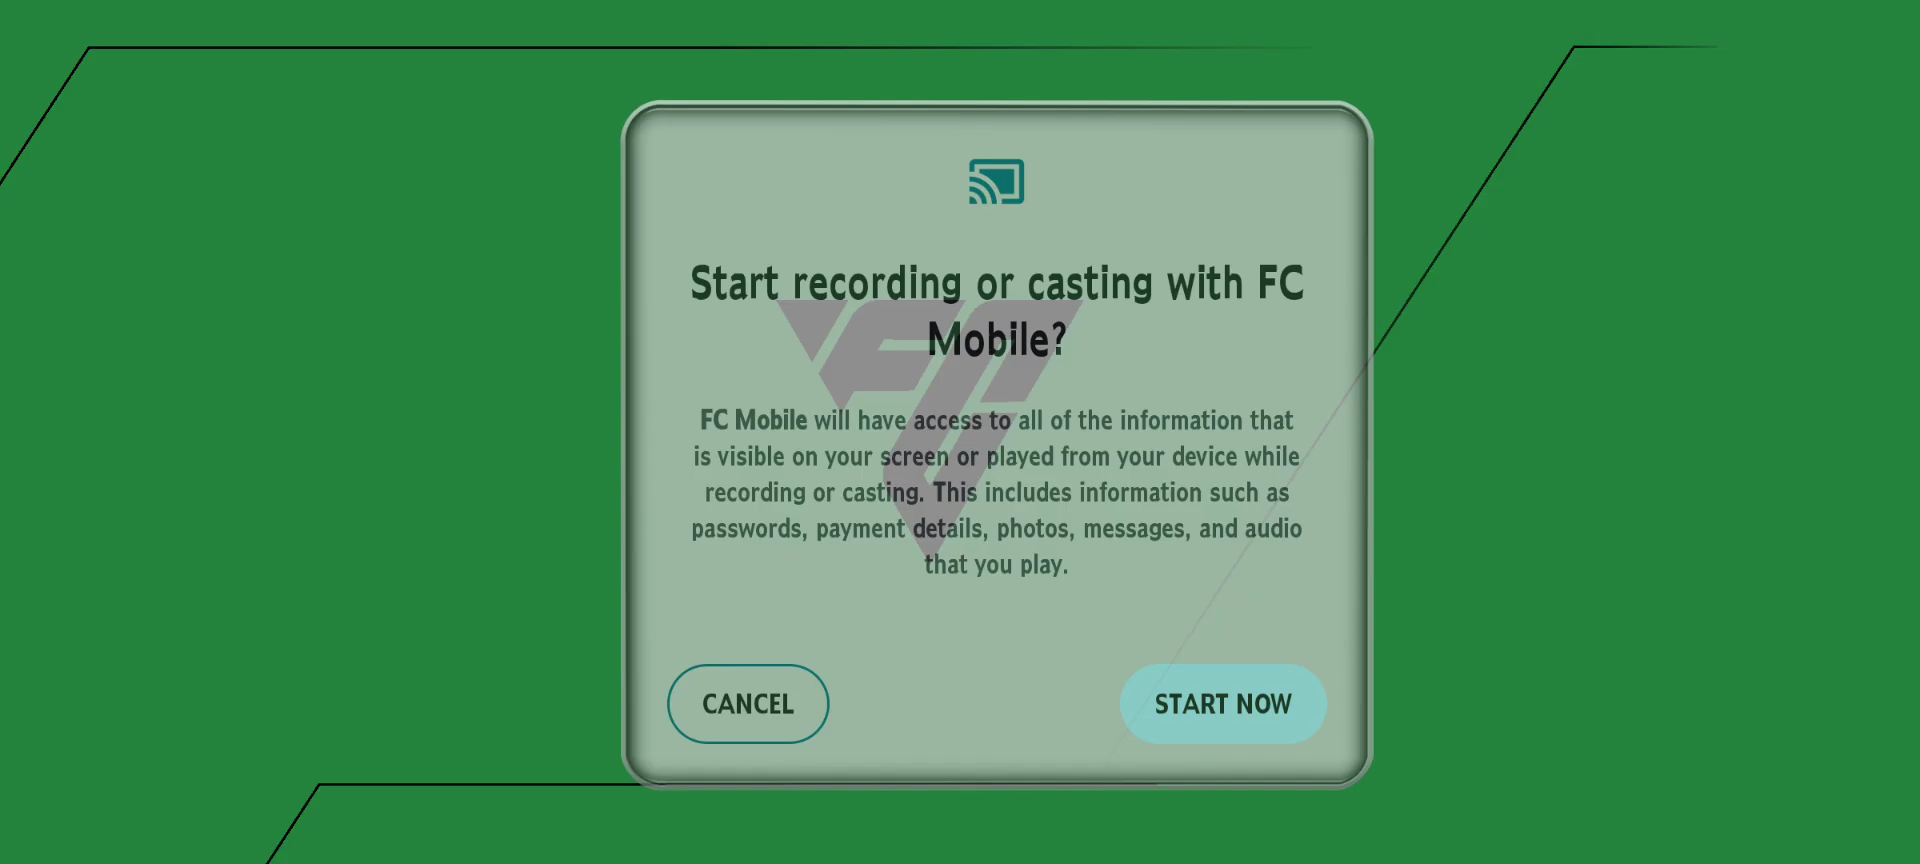 Start recording or casting with FC
Mobile?
FC Mobile will have access to all of the information that
is visible on your screen or played from your device while
recording or casting. This includes information such as
passwords, payment details, photos, messages, and audio
that you play.
CANCEL
START NOW